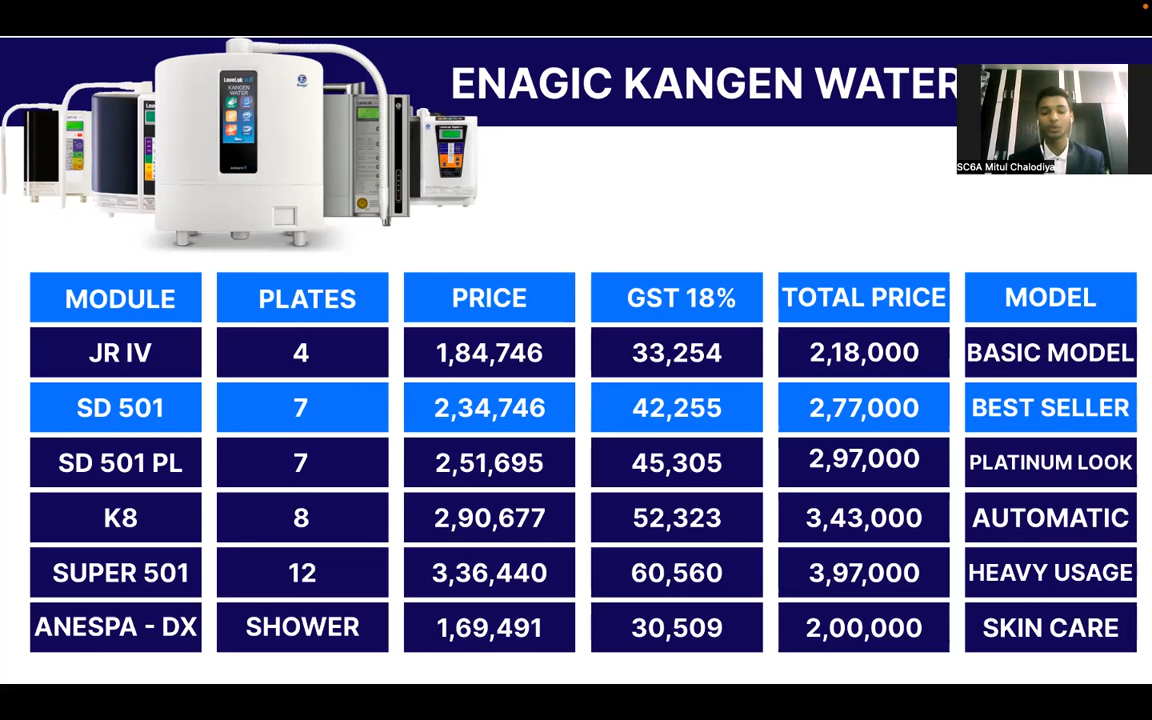 ENAGIC KANGEN WATER
LeveLuk
KANGEN
WATER
Enagic
SC6A Mitul Chalodiya
MODULE PLATES PRICE GST 18% TOTAL PRICE MODEL
JR IV 4 1,84,746 33,254 2,18,000 BASIC MODEL
SD 501 7 2,34,746 42,255 2,77,000 BEST SELLER
SD 501 PL 7 2,51,695 45,305 2,97,000 PLATINUM LOOK
K8 8 2,90,677 52,323 3,43,000 AUTOMATIC
SUPER 501 12 3,36,440 60,560 3,97,000 HEAVY USAGE
ANESPA - DX SHOWER 1,69,491 30,509 2,00,000 SKIN CARE